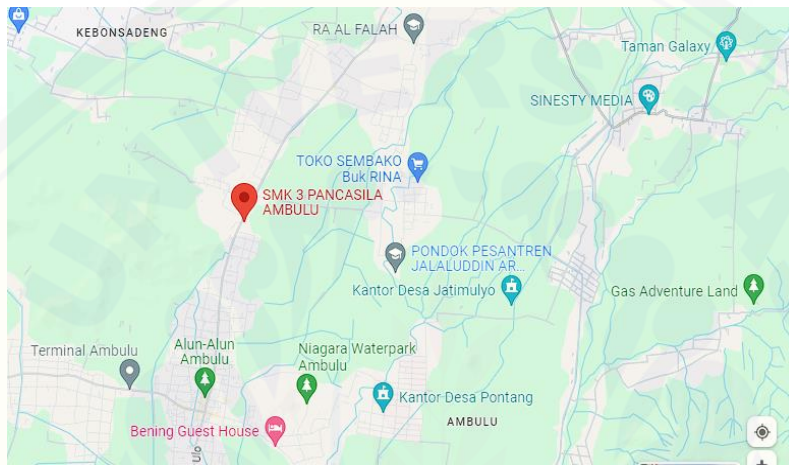 KEBONSADENG
RA AL FALAH
Taman Galaxy
SINESTY MEDIA
TOKO SEMBAKO
Buk RINA
SMK 3 PANCASILA
AMBULU
PONDOK PESANTREN
JALALUDDIN AR...
Kantor Desa Jatimulyo
Gas Adventure Land
Terminal Ambulu
Alun-Alun
Ambulu
Niagara Waterpark
Ambulu
Kantor Desa Pontang
AMBULU
Bening Guest House